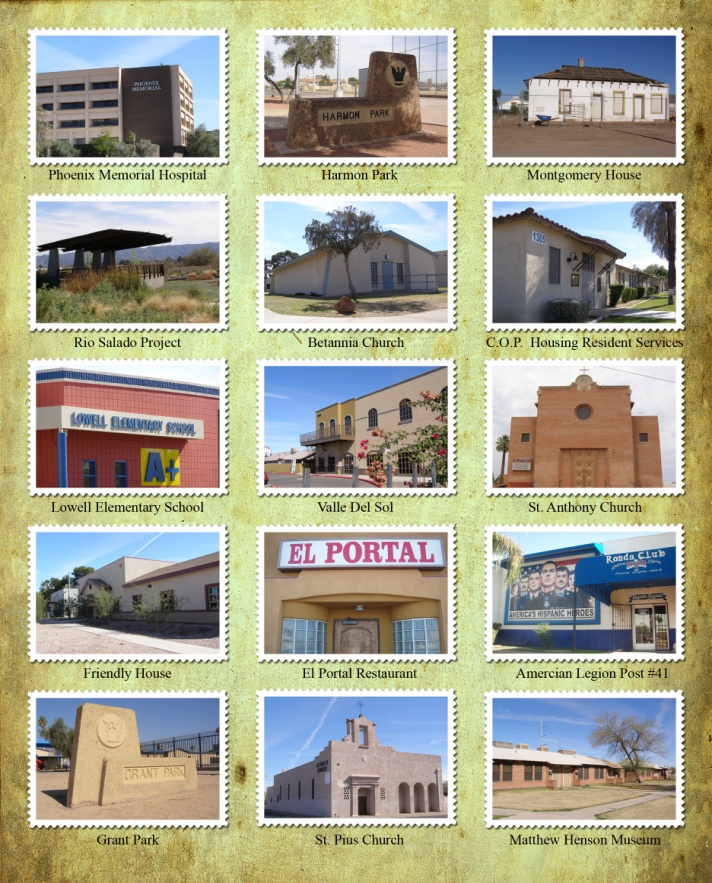 PHOENIX
MEMORIAL
HARMON PARK
Phoenix Memorial Hospital
Harmon Park
Montgomery House
1305
Rio Salado Project
Betannia Church
C.O.P. Housing Resident Services
LOWELL ELEMENTARY SCHOOL
A+
Lowell Elementary School
Valle Del Sol
St. Anthony Church
EL PORTAL
Ronda Club
AMERICA'S HISPANIC HEROES
Friendly House
El Portal Restaurant
Amercian Legion Post #41
GRANT PARK
Grant Park
St. Pius Church
Matthew Henson Museum